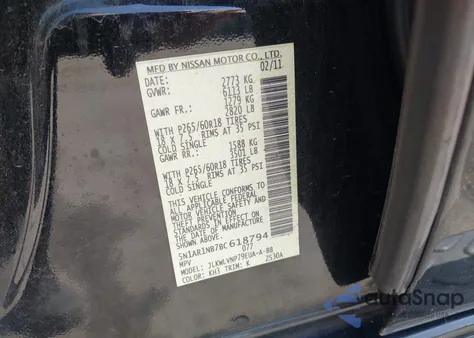 MFD BY NISSAN MOTOR CO., LTD.
DATE: 02/11
GVWR: 2773 KG
6113 LB
GAWR FR: 1279 KG
2820 LB
WITH P265/60R18 TIRES
18 X 7.5 RIMS AT 35 PSI
COLD SINGLE
GAWR RR: 1588 KG
3501 LB
WITH P265/60R18 TIRES
18 X 7.5 RIMS AT 35 PSI
COLD SINGLE
THIS VEHICLE CONFORMS TO
ALL APPLICABLE FEDERAL
MOTOR VEHICLE SAFETY
STANDARDS IN EFFECT ON
THE DATE OF MANUFACTURE
SHOWN ABOVE.
5N1AR1NB7BC618794
MPV 077
JLKWLVNP79EUA-A-BB
COLOR: KH3 TRIM: K 2530A
autoSnap